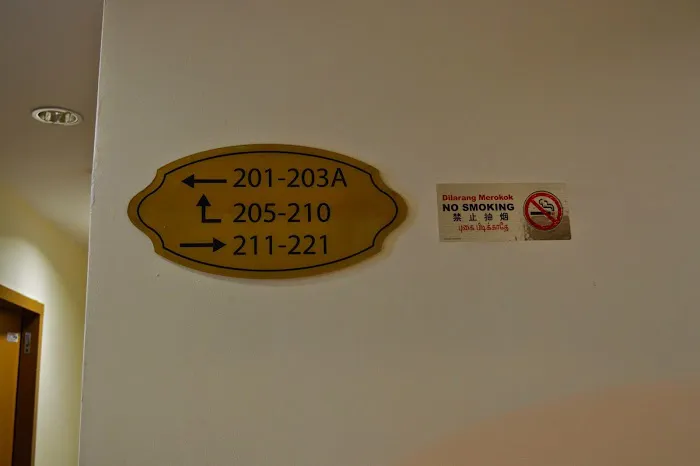 201-203A
205-210
211-221
Dilarang Merokok
NO SMOKING
禁止抽烟
புகை பிடிக்காதீர்